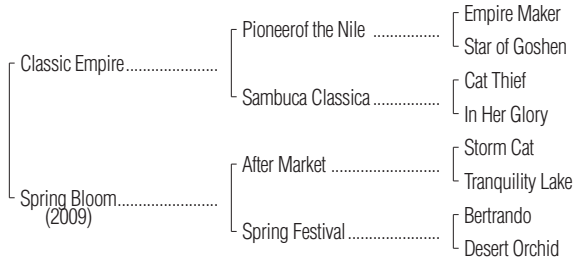 Empire Maker
Pioneerof the Nile ................
Star of Goshen
Classic Empire......................
Cat Thief
Sambuca Classica................
In Her Glory
Storm Cat
After Market ..........................
Tranquility Lake
Spring Bloom........................
(2009)
Bertrando
Spring Festival......................
Desert Orchid